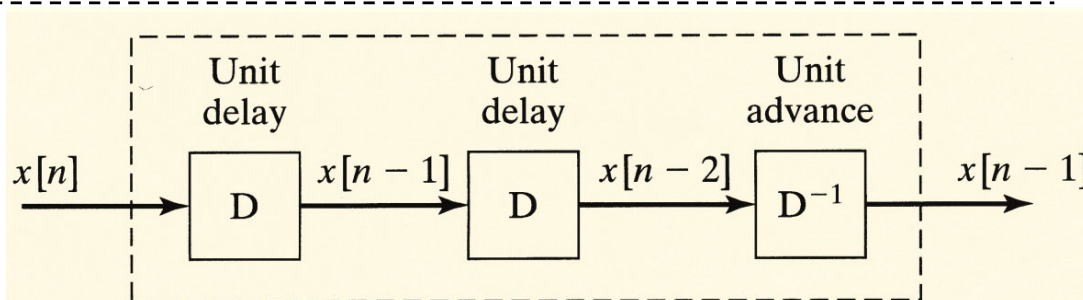 Unit
delay
Unit
delay
Unit
advance
x[n]
D
x[n − 1]
D
x[n − 2]
D⁻¹
x[n − 1]